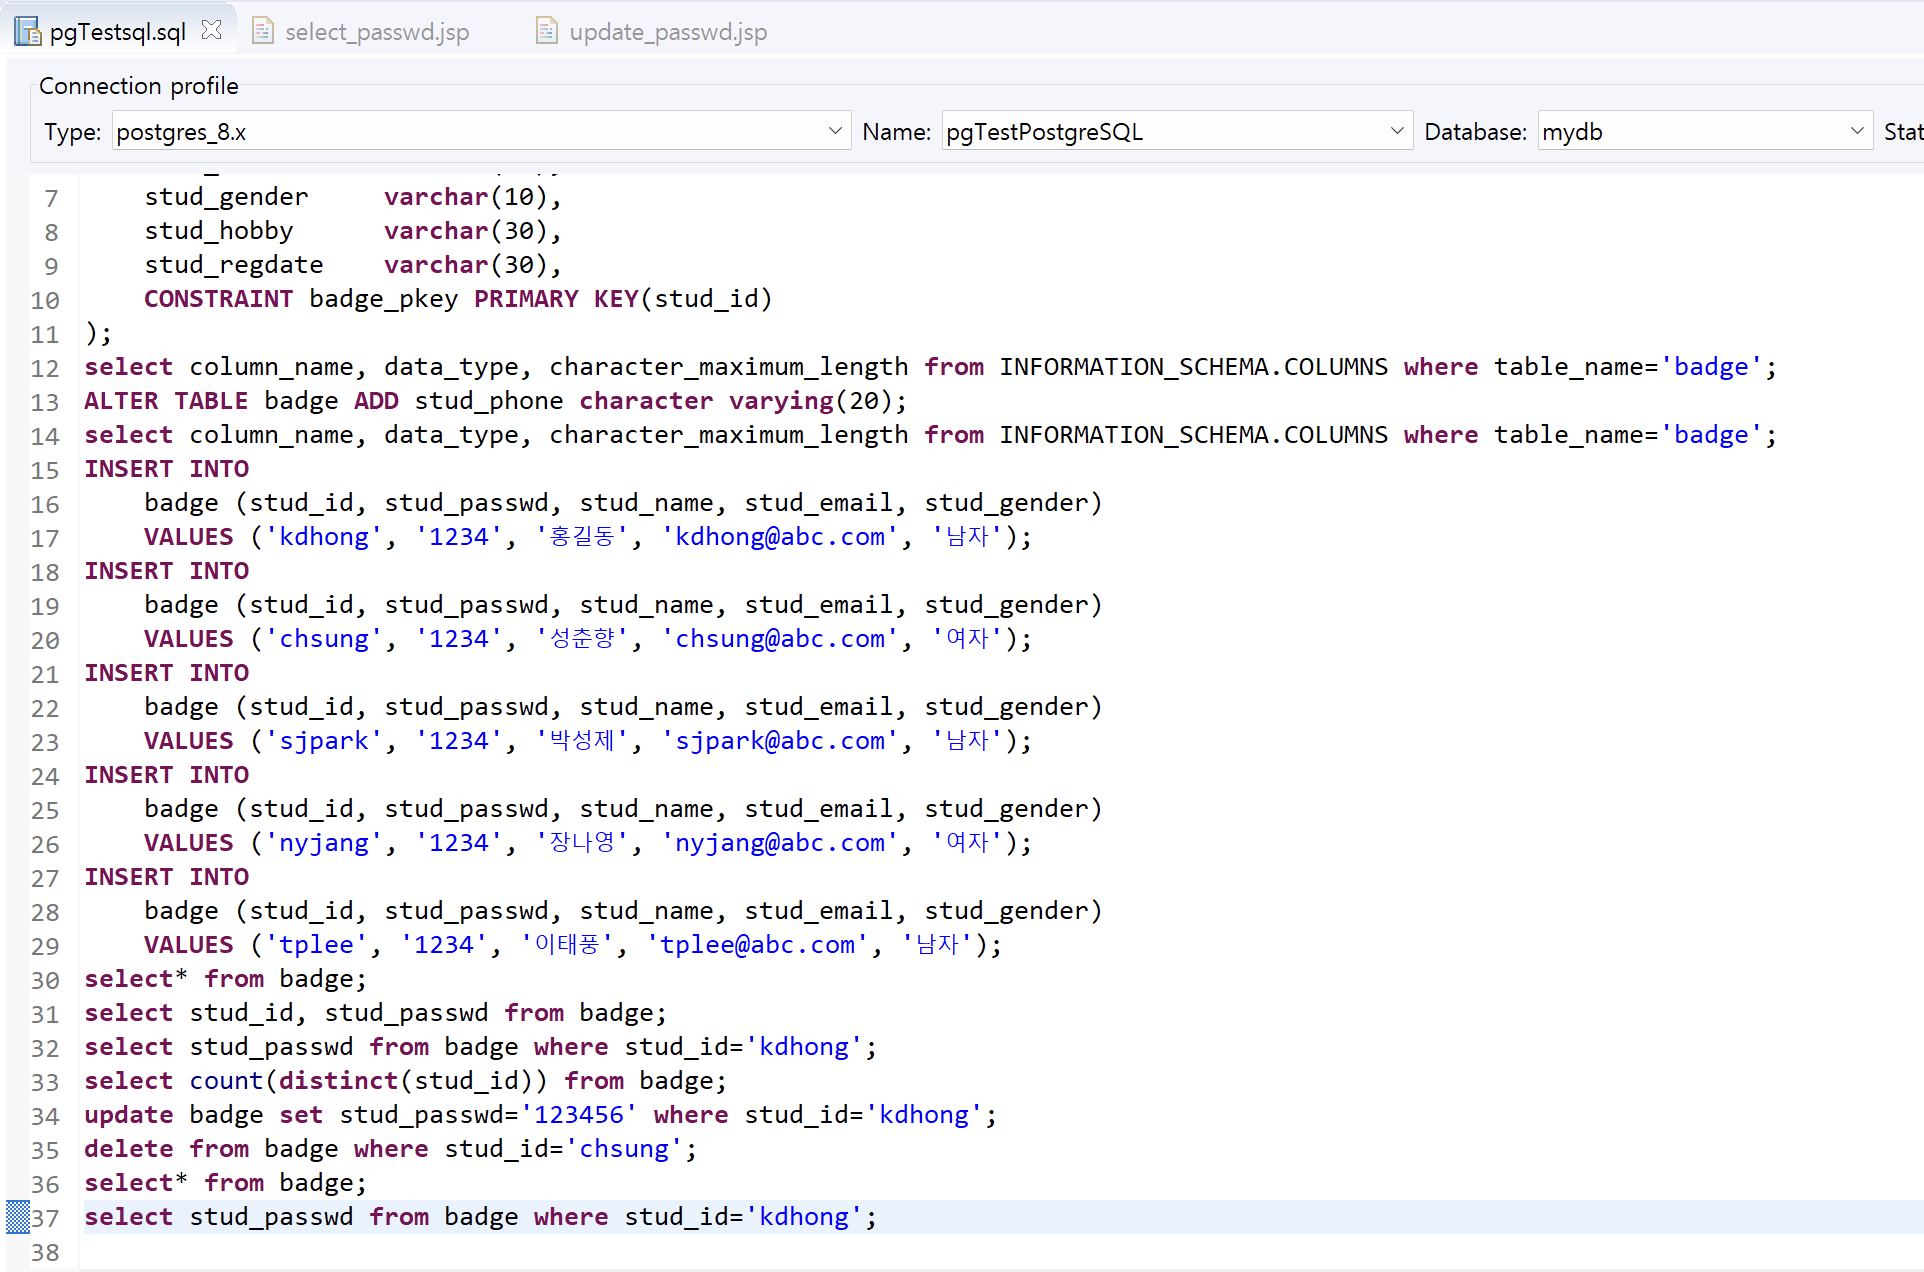 pgTestsql.sql select_passwd.jsp update_passwd.jsp
Connection profile
Type: postgres_8.x Name: pgTestPostgreSQL Database: mydb Stat
7 stud_gender varchar(10),
8 stud_hobby varchar(30),
9 stud_regdate varchar(30),
10 CONSTRAINT badge_pkey PRIMARY KEY(stud_id)
11 );
12 select column_name, data_type, character_maximum_length from INFORMATION_SCHEMA.COLUMNS where table_name='badge';
13 ALTER TABLE badge ADD stud_phone character varying(20);
14 select column_name, data_type, character_maximum_length from INFORMATION_SCHEMA.COLUMNS where table_name='badge';
15 INSERT INTO
16 badge (stud_id, stud_passwd, stud_name, stud_email, stud_gender)
17 VALUES ('kdhong', '1234', '홍길동', 'kdhong@abc.com', '남자');
18 INSERT INTO
19 badge (stud_id, stud_passwd, stud_name, stud_email, stud_gender)
20 VALUES ('chsung', '1234', '성춘향', 'chsung@abc.com', '여자');
21 INSERT INTO
22 badge (stud_id, stud_passwd, stud_name, stud_email, stud_gender)
23 VALUES ('sjpark', '1234', '박성제', 'sjpark@abc.com', '남자');
24 INSERT INTO
25 badge (stud_id, stud_passwd, stud_name, stud_email, stud_gender)
26 VALUES ('nyjang', '1234', '장나영', 'nyjang@abc.com', '여자');
27 INSERT INTO
28 badge (stud_id, stud_passwd, stud_name, stud_email, stud_gender)
29 VALUES ('tplee', '1234', '이태풍', 'tplee@abc.com', '남자');
30 select* from badge;
31 select stud_id, stud_passwd from badge;
32 select stud_passwd from badge where stud_id='kdhong';
33 select count(distinct(stud_id)) from badge;
34 update badge set stud_passwd='123456' where stud_id='kdhong';
35 delete from badge where stud_id='chsung';
36 select* from badge;
37 select stud_passwd from badge where stud_id='kdhong';
38